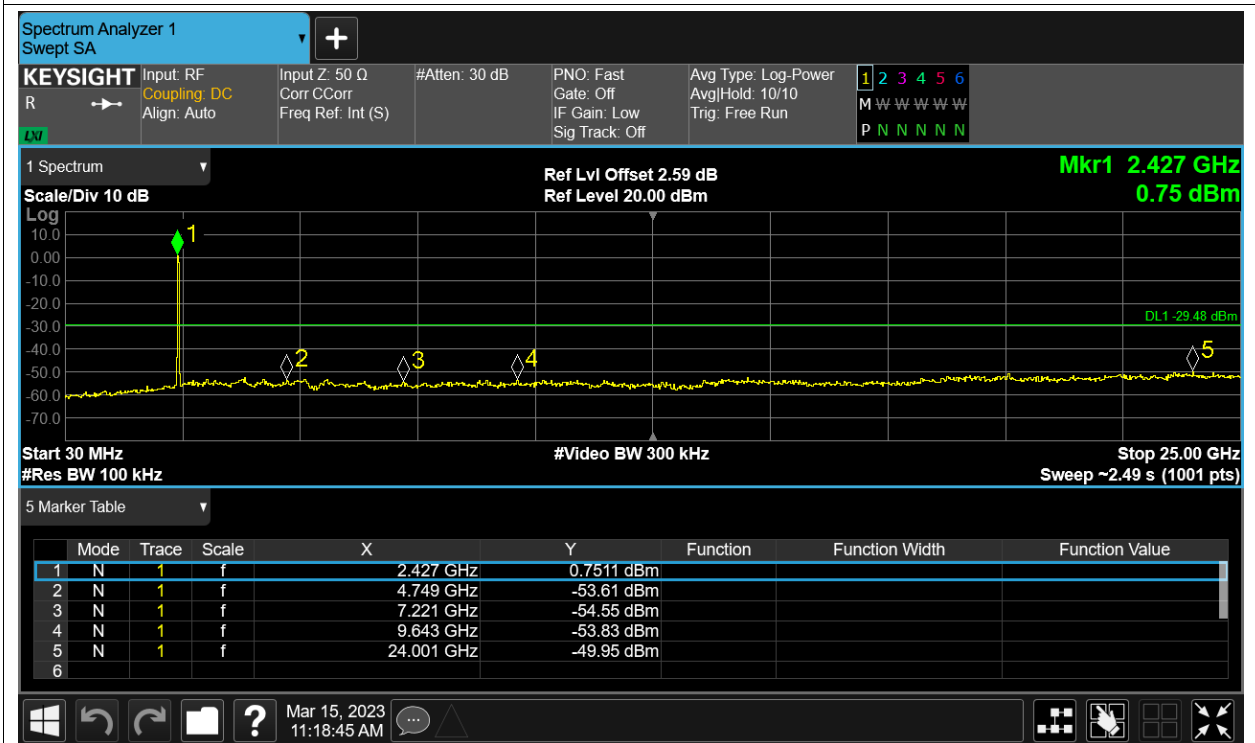 Spectrum Analyzer 1
Swept SA
KEYSIGHT Input: RF Input Z: 50 Ω #Atten: 30 dB PNO: Fast Avg Type: Log-Power 1 2 3 4 5 6
R Coupling: DC Corr CCorr Gate: Off Avg|Hold: 10/10 M W W W W W
Align: Auto Freq Ref: Int (S) IF Gain: Low Trig: Free Run
LXI Sig Track: Off P N N N N N
1 Spectrum Ref Lvl Offset 2.59 dB Mkr1 2.427 GHz
Scale/Div 10 dB Ref Level 20.00 dBm 0.75 dBm
Log
10.0 1
0.00
-10.0
-20.0
DL1 -29.48 dBm
-30.0
-40.0
2 3 4 5
-50.0
-60.0
-70.0
Start 30 MHz #Video BW 300 kHz Stop 25.00 GHz
#Res BW 100 kHz Sweep ~2.49 s (1001 pts)
5 Marker Table
Mode Trace Scale X Y Function Function Width Function Value
1 N 1 f 2.427 GHz 0.7511 dBm
2 N 1 f 4.749 GHz -53.61 dBm
3 N 1 f 7.221 GHz -54.55 dBm
4 N 1 f 9.643 GHz -53.83 dBm
5 N 1 f 24.001 GHz -49.95 dBm
6
? Mar 15, 2023
11:18:45 AM